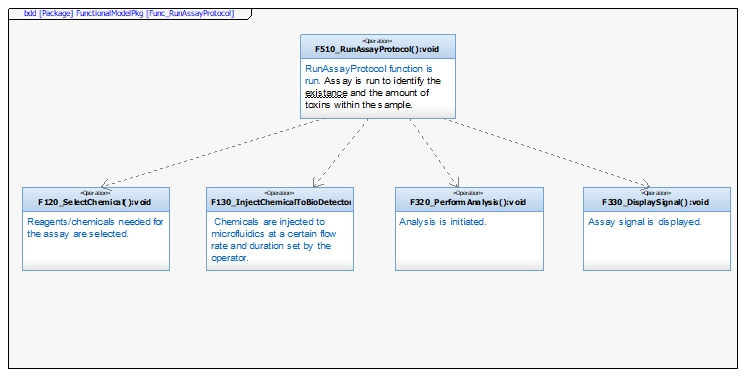 bdd [Package] FunctionalModelPkg [Func_RunAssayProtocol]
«Operation»
F510_RunAssayProtocol():void
RunAssayProtocol function is
run. Assay is run to identify the
existance and the amount of
toxins within the sample.
«Operation»
F120_SelectChemical():void
Reagents/chemicals needed for
the assay are selected.
«Operation»
F130_InjectChemicalToBioDetector
Chemicals are injected to
microfluidics at a certain flow
rate and duration set by the
operator.
«Operation»
F320_PerformAnalysis():void
Analysis is initiated.
«Operation»
F330_DisplaySignal():void
Assay signal is displayed.